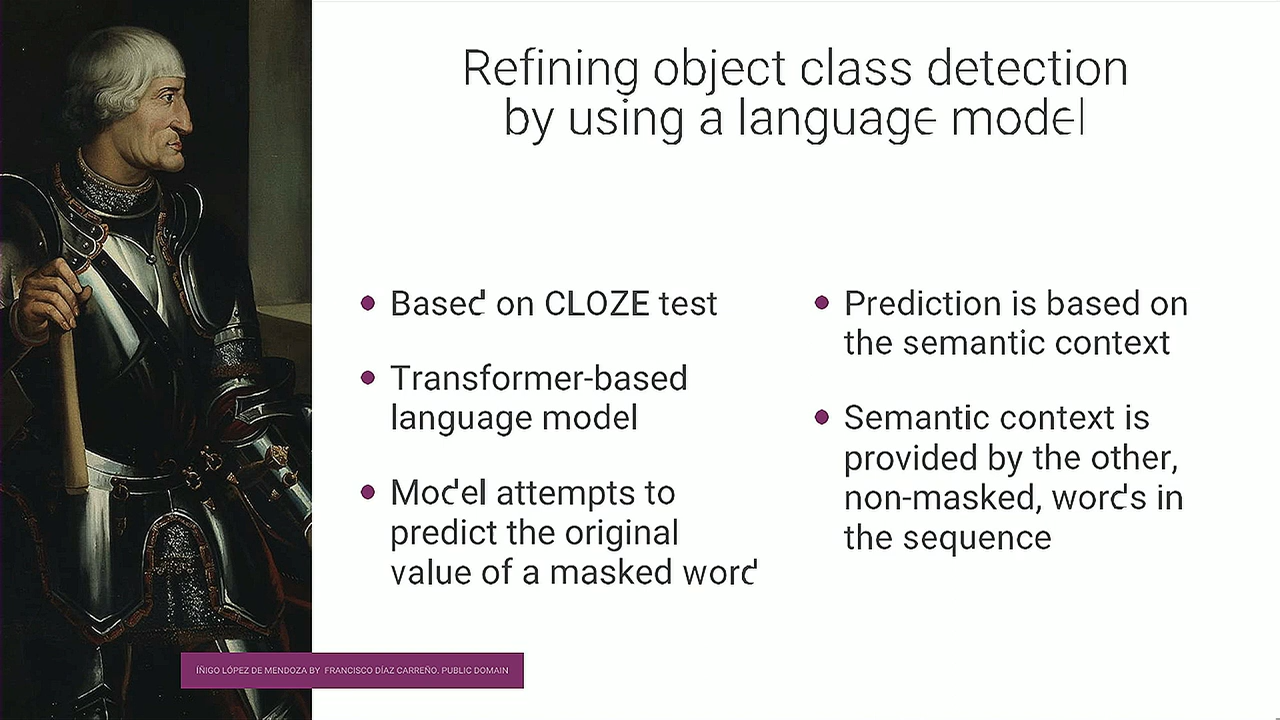 Refining object class detection
by using a language model
Based on CLOZE test
Transformer-based
language model
Model attempts to
predict the original
value of a masked word
Prediction is based on
the semantic context
Semantic context is
provided by the other,
non-masked, words in
the sequence
ÍÑIGO LÓPEZ DE MENDOZA BY FRANCISCO DÍAZ CARREÑO. PUBLIC DOMAIN